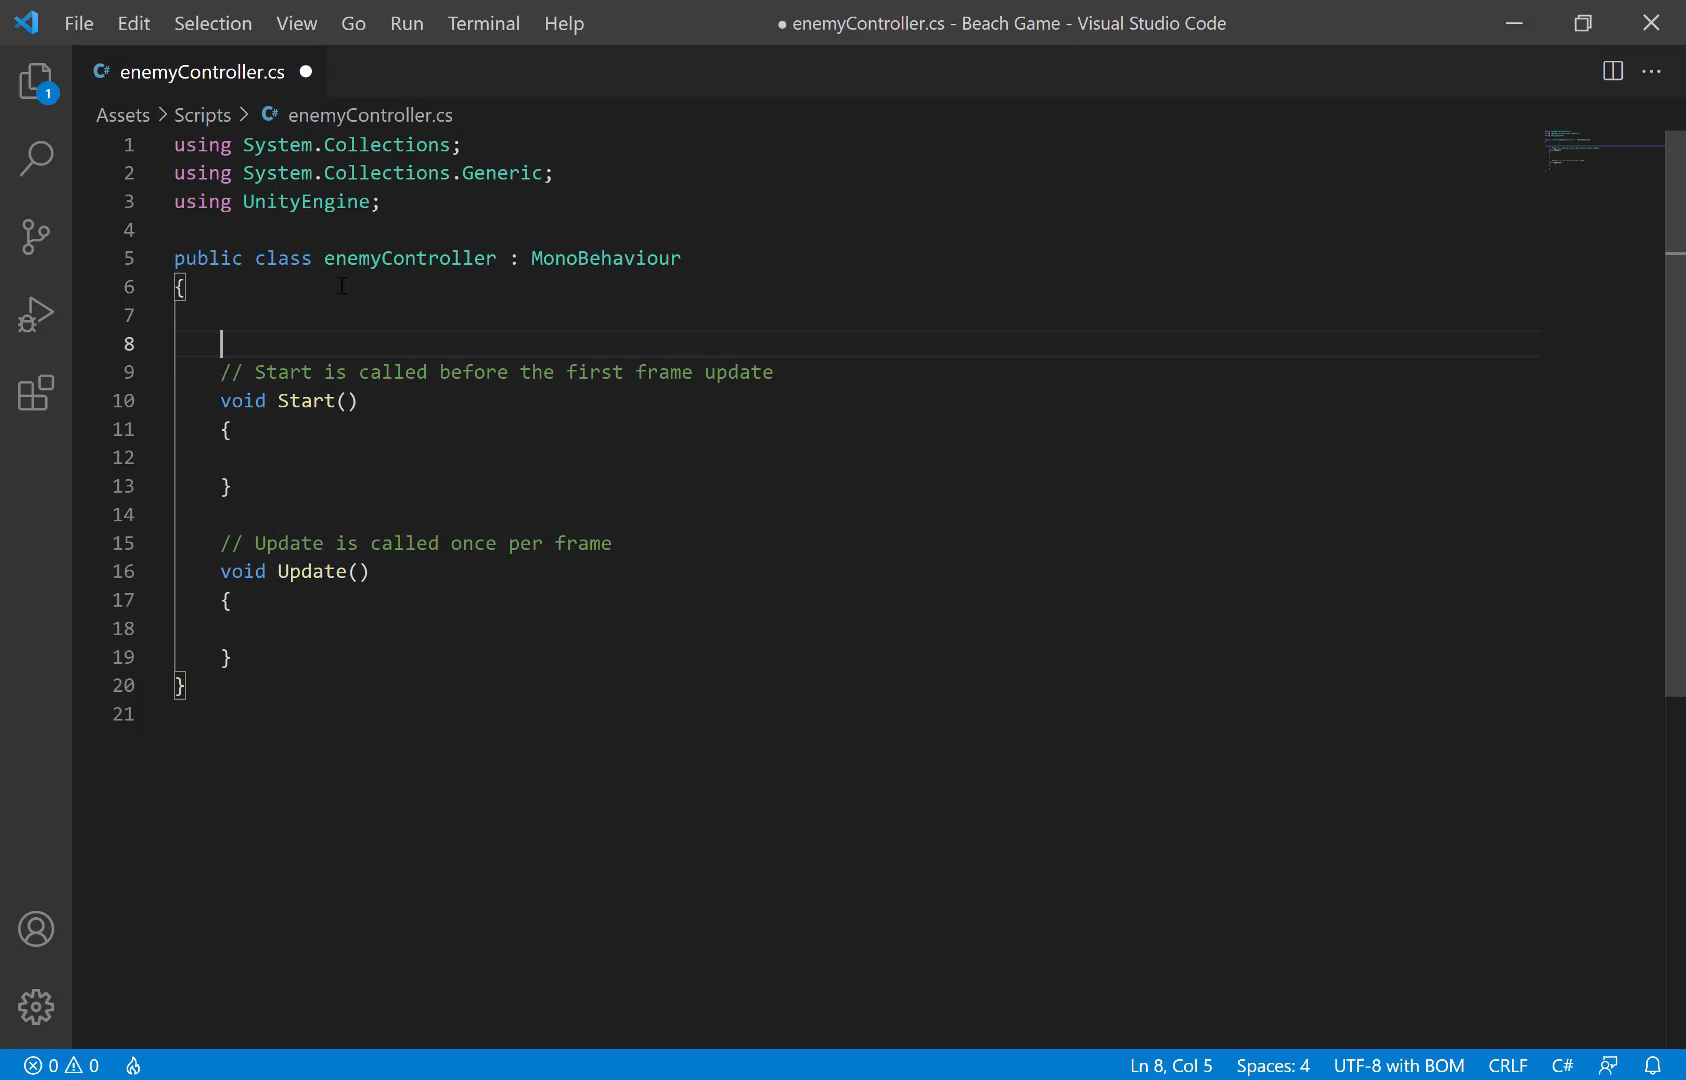 File Edit Selection View Go Run Terminal Help ● enemyController.cs - Beach Game - Visual Studio Code
C# enemyController.cs ●
1
Assets > Scripts > C# enemyController.cs
1 using System.Collections;
2 using System.Collections.Generic;
3 using UnityEngine;
4
5 public class enemyController : MonoBehaviour
6 {
7
8
9 // Start is called before the first frame update
10 void Start()
11 {
12
13 }
14
15 // Update is called once per frame
16 void Update()
17 {
18
19 }
20 }
21
0 0 Ln 8, Col 5 Spaces: 4 UTF-8 with BOM CRLF C#